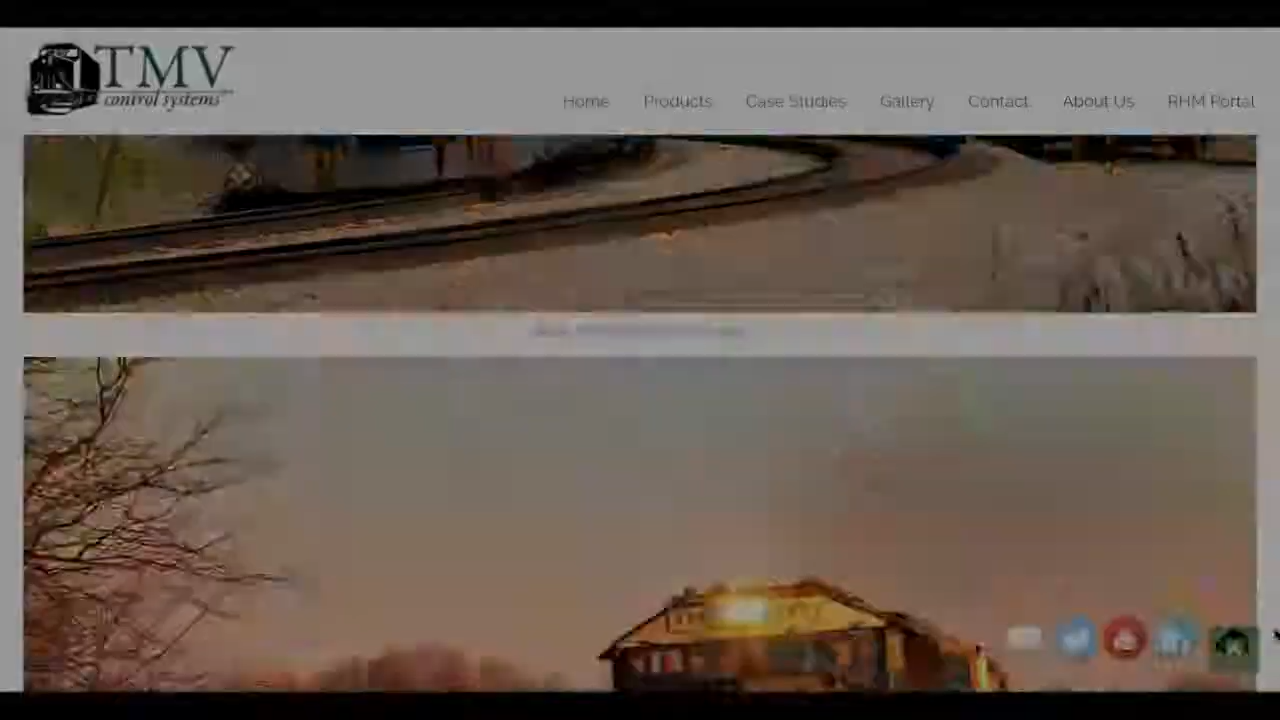 TMV
control systems
Home Products Case Studies Gallery Contact About Us RHM Portal